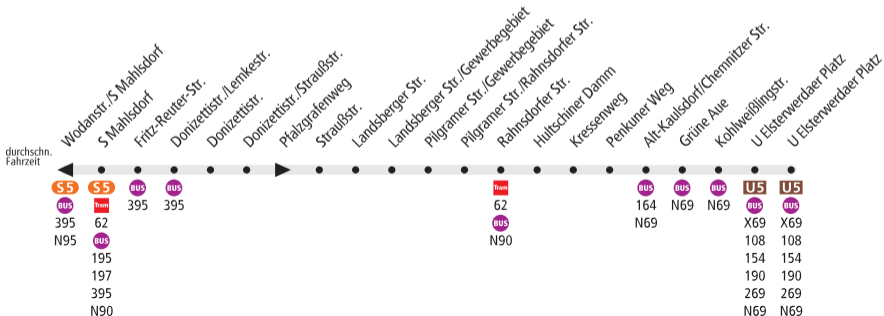 durchschn.
Fahrzeit
Wodanstr./S Mahlsdorf
S Mahlsdorf
Fritz-Reuter-Str.
Donizettistr./Lemkestr.
Donizettistr.
Donizettistr./Straußstr.
Pfalzgrafenweg
Straußstr.
Landsberger Str.
Landsberger Str./Gewerbegebiet
Pilgramer Str./Gewerbegebiet
Pilgramer Str./Rahnsdorfer Str.
Rahnsdorfer Str.
Hultschiner Damm
Kressenweg
Penkuner Weg
Alt-Kaulsdorf/Chemnitzer Str.
Grüne Aue
Kohlweißlingstr.
U Elsterwerdaer Platz
U Elsterwerdaer Platz
S5
BUS
395
N95
S5
Tram
62
BUS
195
197
395
N90
BUS
395
BUS
395
Tram
62
BUS
N90
BUS
164
N69
BUS
N69
BUS
N69
U5
BUS
X69
108
154
190
269
N69
U5
BUS
X69
108
154
190
269
N69